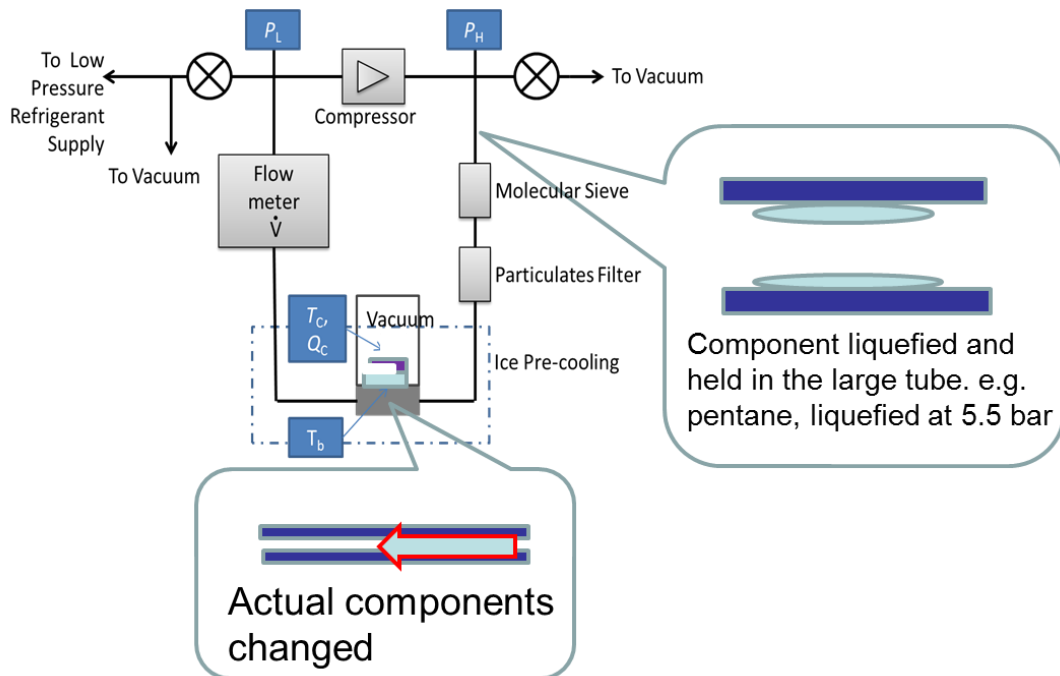 P_L
P_H
To Low
Pressure
Refrigerant
Supply
To Vacuum
Compressor
To Vacuum
Flow
meter
V̇
Molecular Sieve
Particulates Filter
T_C,
Q_C
Vacuum
Ice Pre-cooling
T_b
Component liquefied and
held in the large tube. e.g.
pentane, liquefied at 5.5 bar
Actual components
changed